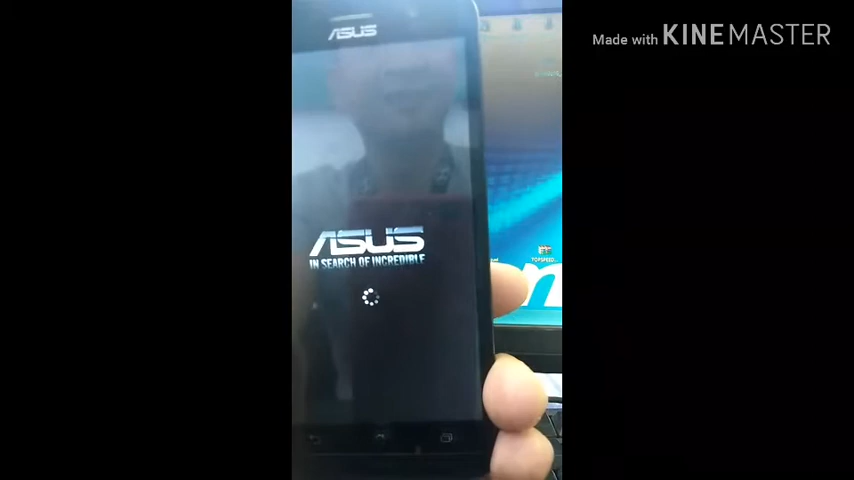 Made with KINEMASTER
ASUS
ASUS
IN SEARCH OF INCREDIBLE